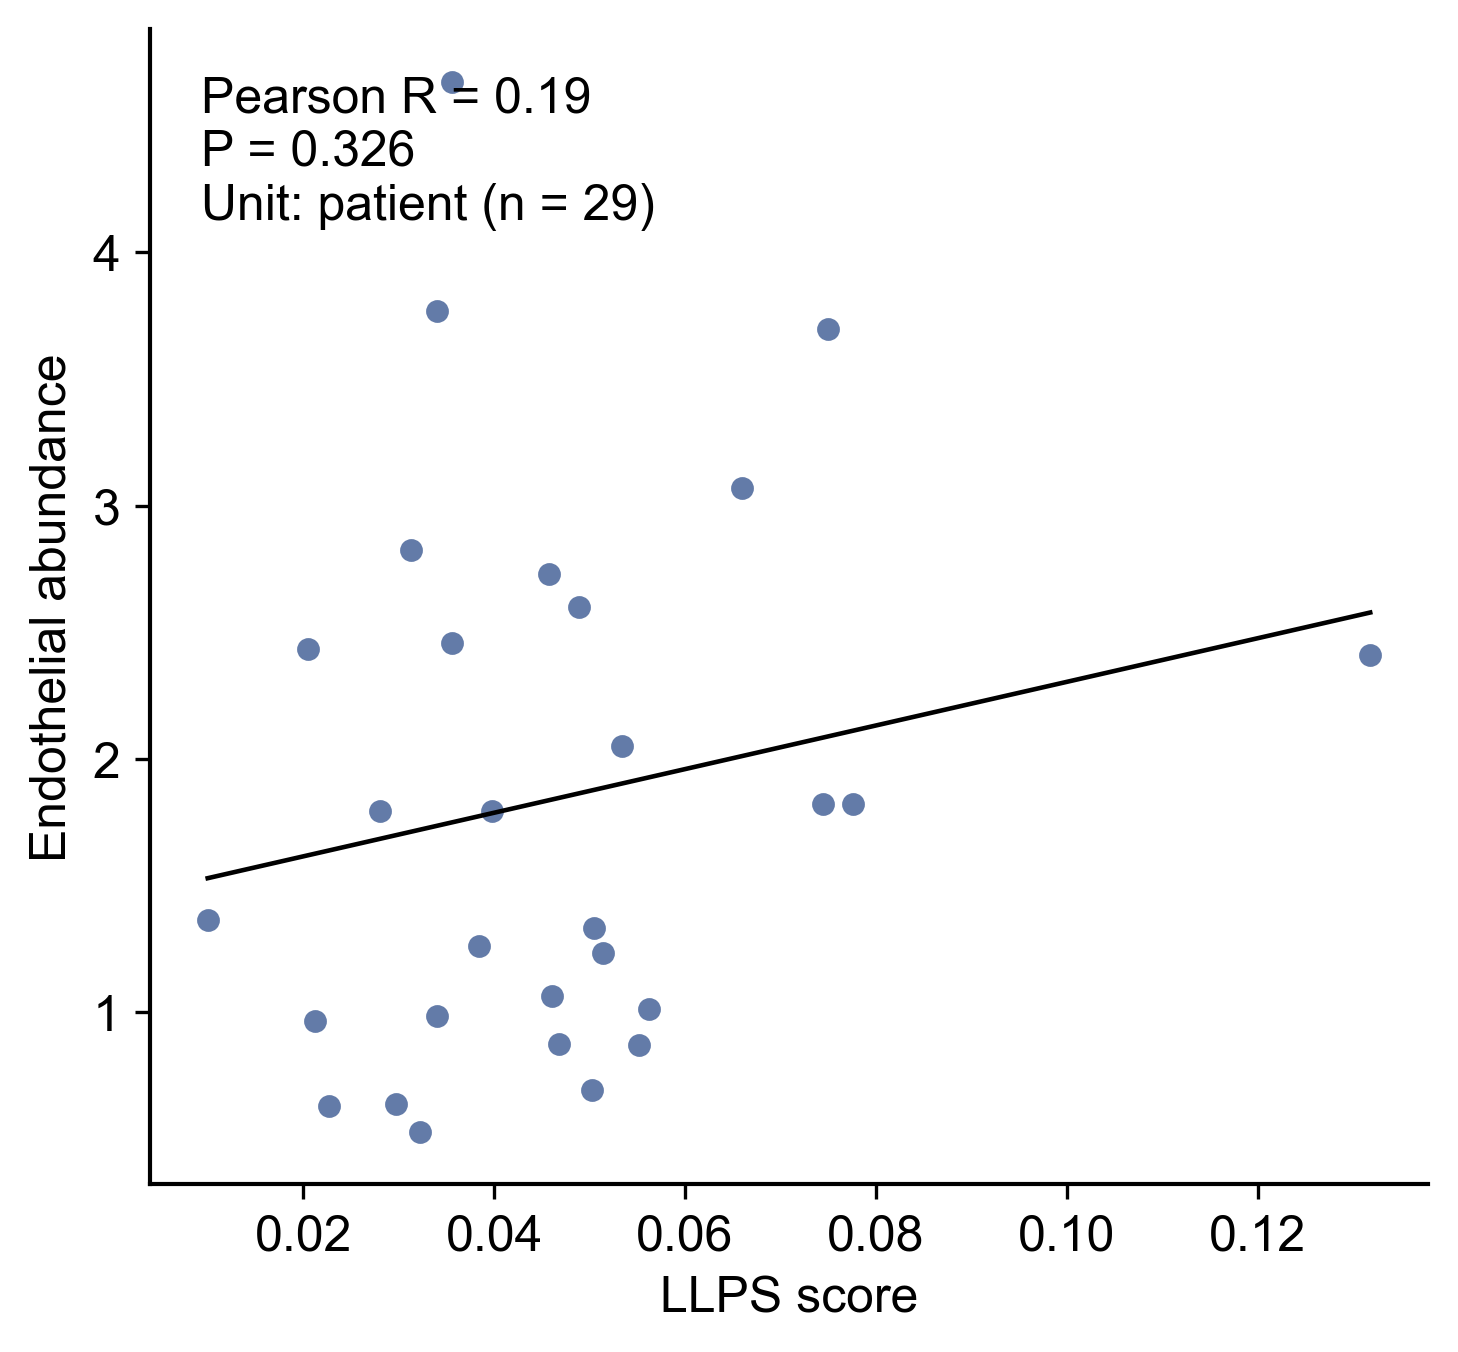 Pearson R = 0.19
P = 0.326
Unit: patient (n = 29)
4
3
2
1
Endothelial abundance
0.02 0.04 0.06 0.08 0.10 0.12
LLPS score